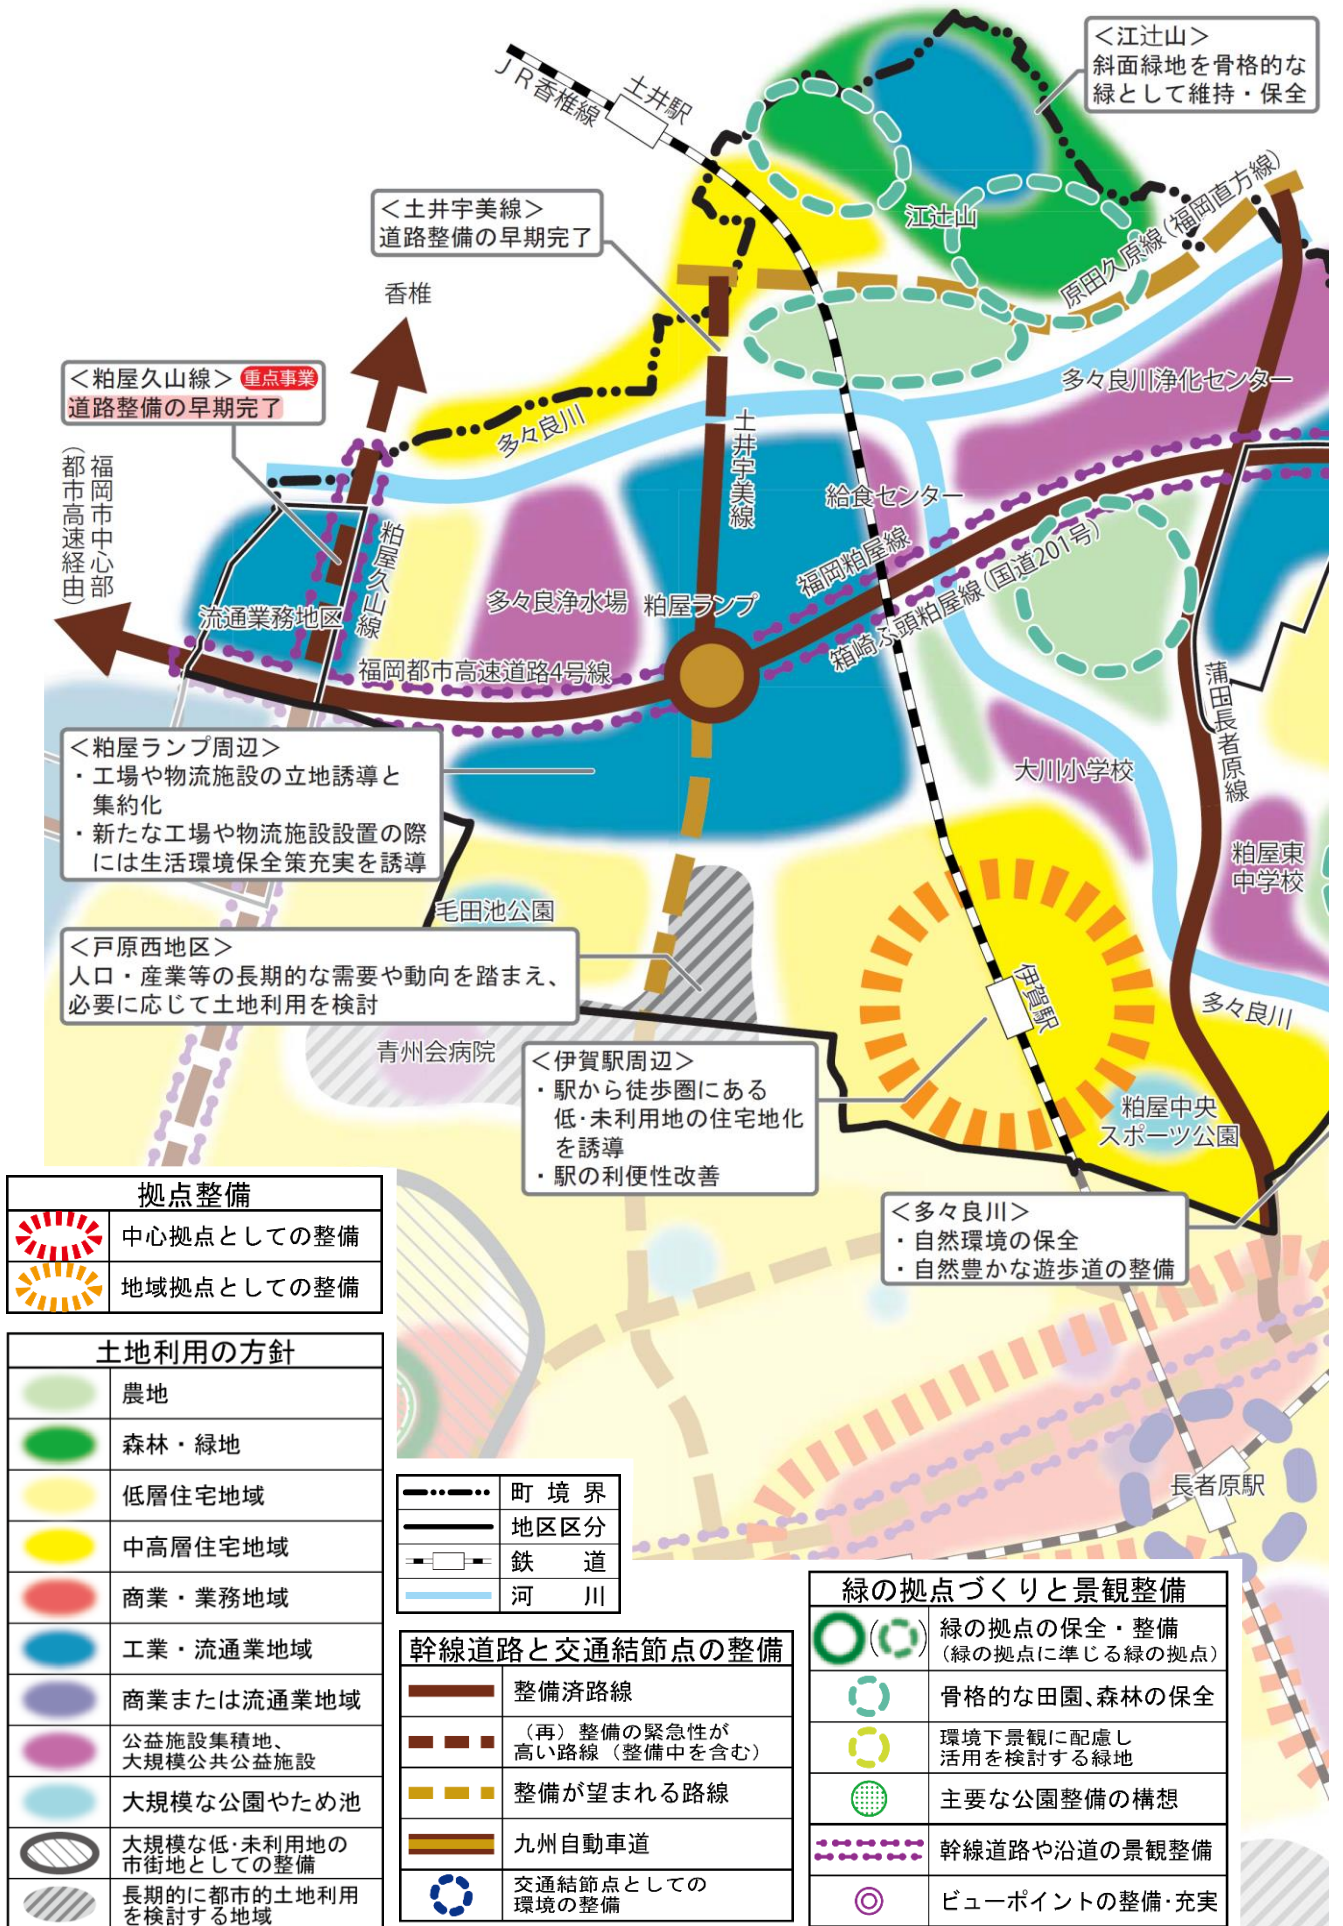 ＜江辻山＞
斜面緑地を骨格的な
緑として維持・保全
ＪＲ香椎線
土井駅
江辻山
原田久原線（福岡直方線）
＜土井宇美線＞
道路整備の早期完了
香椎
＜粕屋久山線＞ 重点事業
道路整備の早期完了
多々良川
多々良川浄化センター
土井宇美線
福岡市中心部
（都市高速経由）
粕屋久山線
給食センター
福岡粕屋線
箱崎ふ頭粕屋線（国道201号）
流通業務地区
多々良浄水場
粕屋ランプ
福岡都市高速道路4号線
蒲田長者原線
＜粕屋ランプ周辺＞
・工場や物流施設の立地誘導と
集約化
・新たな工場や物流施設設置の際
には生活環境保全策充実を誘導
大川小学校
粕屋東
中学校
毛田池公園
＜戸原西地区＞
人口・産業等の長期的な需要や動向を踏まえ、
必要に応じて土地利用を検討
伊賀駅
多々良川
青州会病院
＜伊賀駅周辺＞
・駅から徒歩圏にある
低・未利用地の住宅地化
を誘導
・駅の利便性改善
粕屋中央
スポーツ公園
＜多々良川＞
・自然環境の保全
・自然豊かな遊歩道の整備
長者原駅
拠点整備
中心拠点としての整備
地域拠点としての整備
土地利用の方針
農地
森林・緑地
低層住宅地域
中高層住宅地域
商業・業務地域
工業・流通業地域
商業または流通業地域
公益施設集積地、
大規模公共公益施設
大規模な公園やため池
大規模な低・未利用地の
市街地としての整備
長期的に都市的土地利用
を検討する地域
町境界
地区区分
鉄道
河川
幹線道路と交通結節点の整備
整備済路線
（再）整備の緊急性が
高い路線（整備中を含む）
整備が望まれる路線
九州自動車道
交通結節点としての
環境の整備
緑の拠点づくりと景観整備
緑の拠点の保全・整備
（緑の拠点に準じる緑の拠点）
骨格的な田園、森林の保全
環境下景観に配慮し
活用を検討する緑地
主要な公園整備の構想
幹線道路や沿道の景観整備
ビューポイントの整備・充実